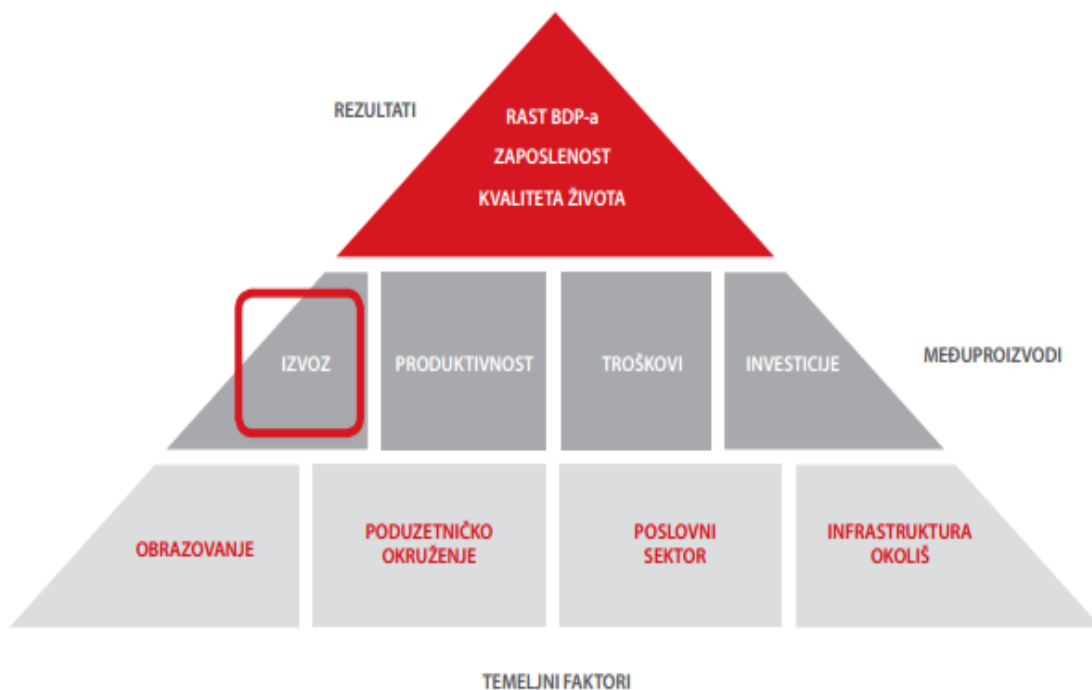 REZULTATI
RAST BDP-a
ZAPOSLENOST
KVALITETA ŽIVOTA
IZVOZ
PRODUKTIVNOST
TROŠKOVI
INVESTICIJE
MEĐUPROIZVODI
OBRAZOVANJE
PODUZETNIČKO
OKRUŽENJE
POSLOVNI
SEKTOR
INFRASTRUKTURA
OKOLIŠ
TEMELJNI FAKTORI